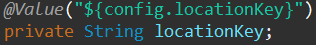 @Value("${config.locationKey}")
private String locationKey;